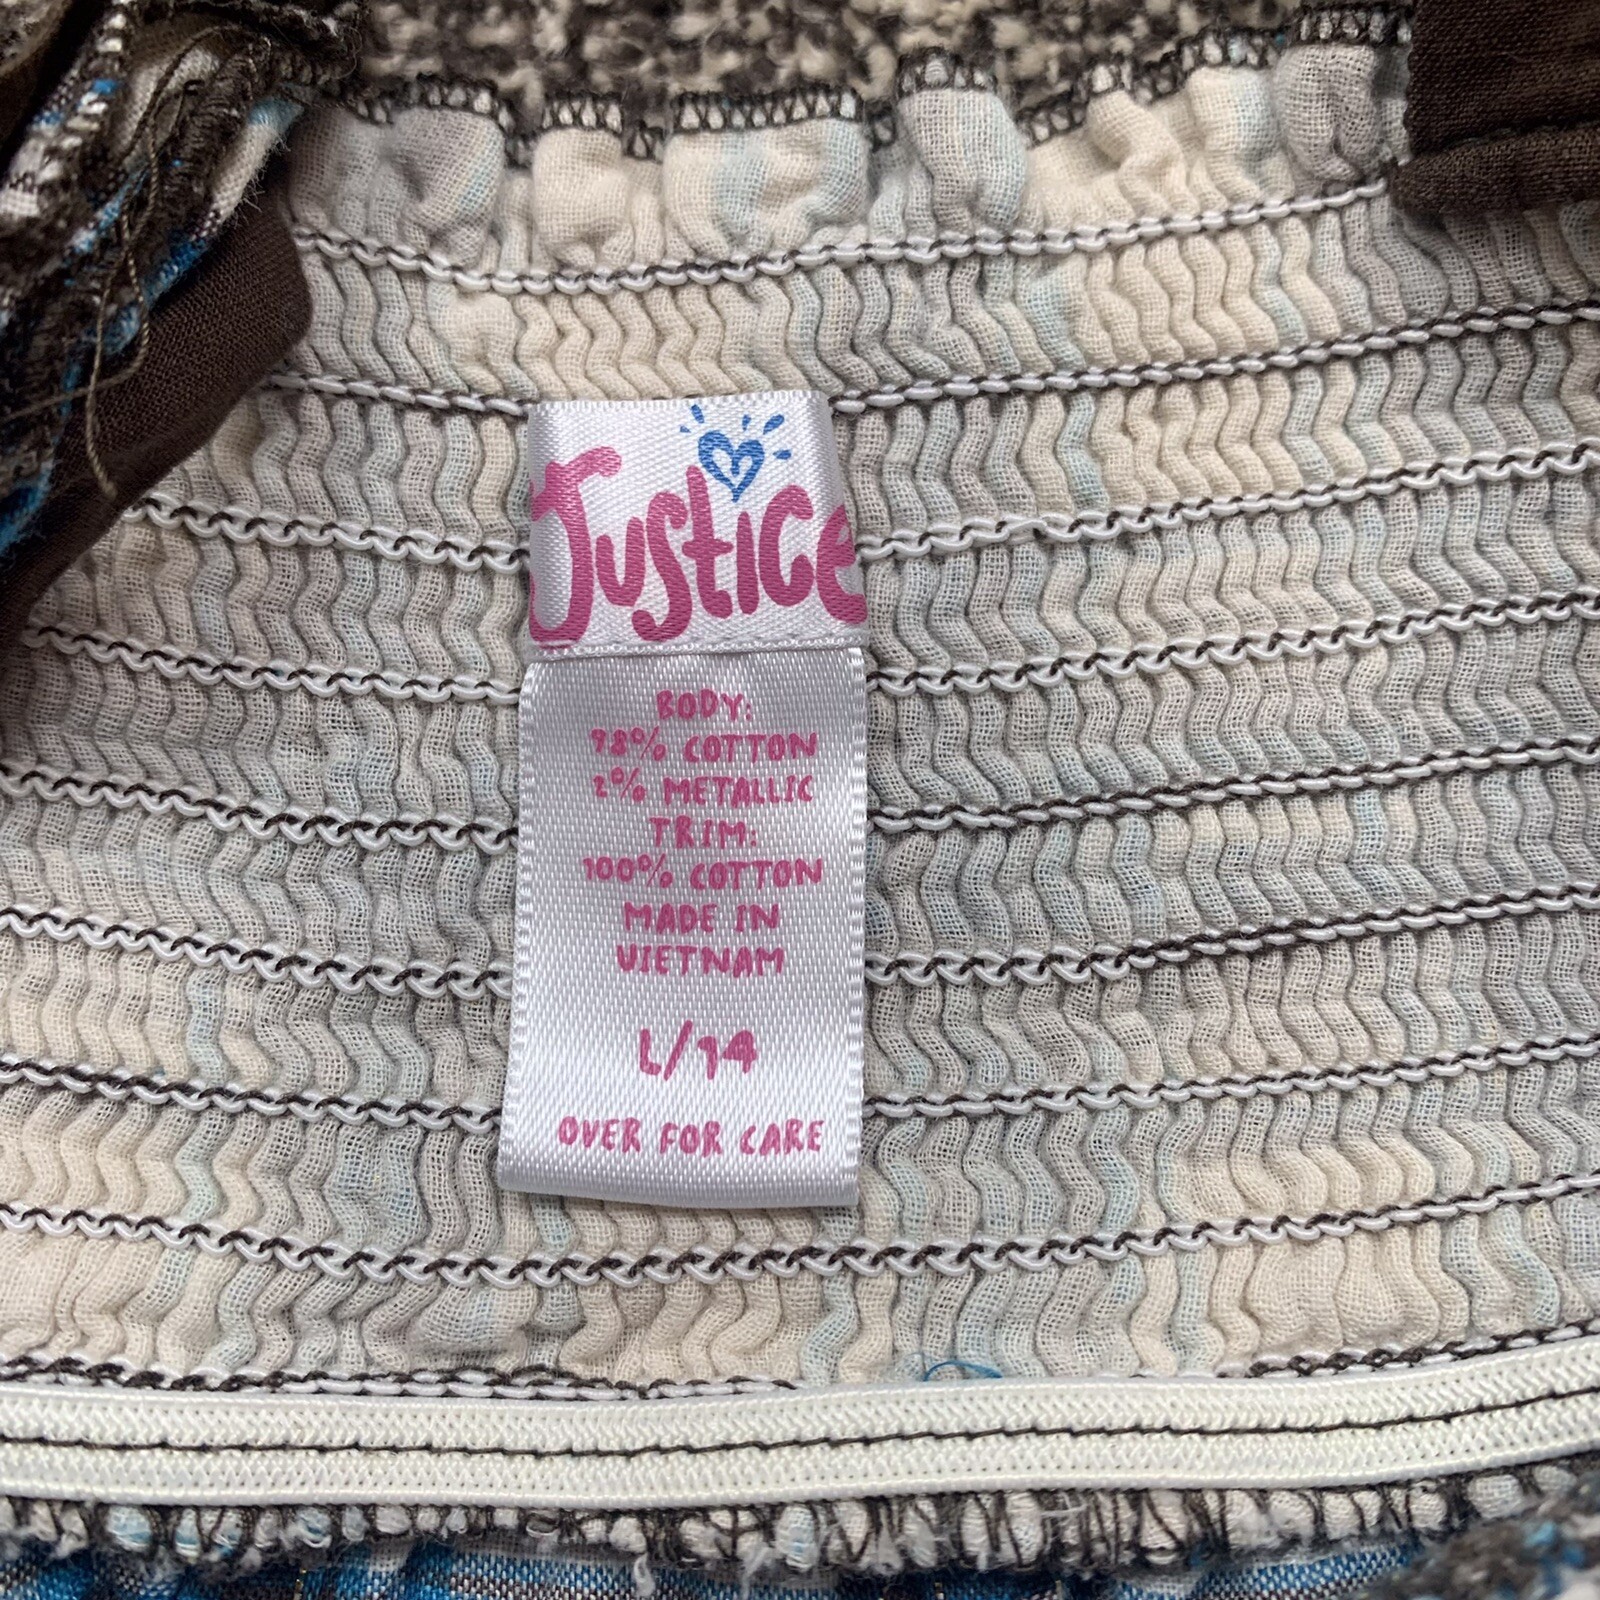 Justice
BODY:
98% COTTON
2% METALLIC
TRIM:
100% COTTON
MADE IN
VIETNAM
L/14
OVER FOR CARE